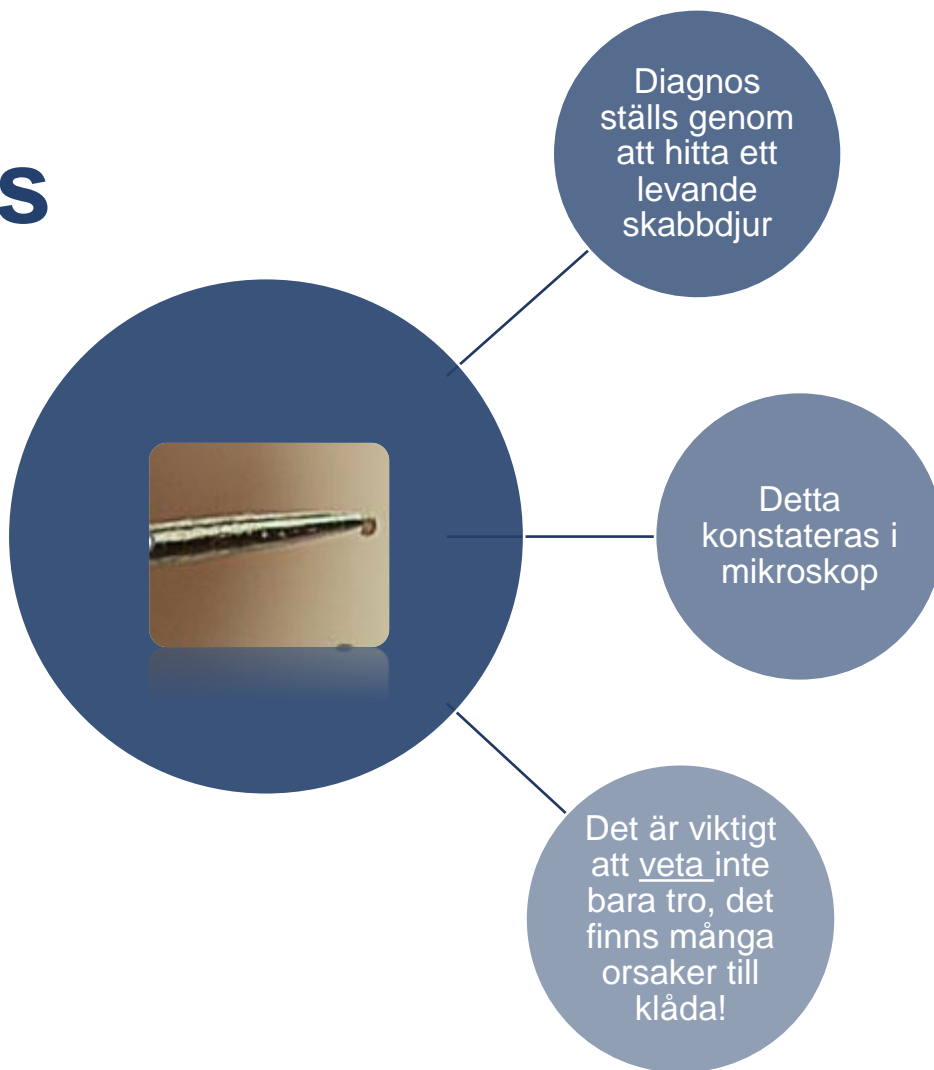 s
Diagnos
ställs genom
att hitta ett
levande
skabbdjur
Detta
konstateras i
mikroskop
Det är viktigt
att veta inte
bara tro, det
finns många
orsaker till
klåda!